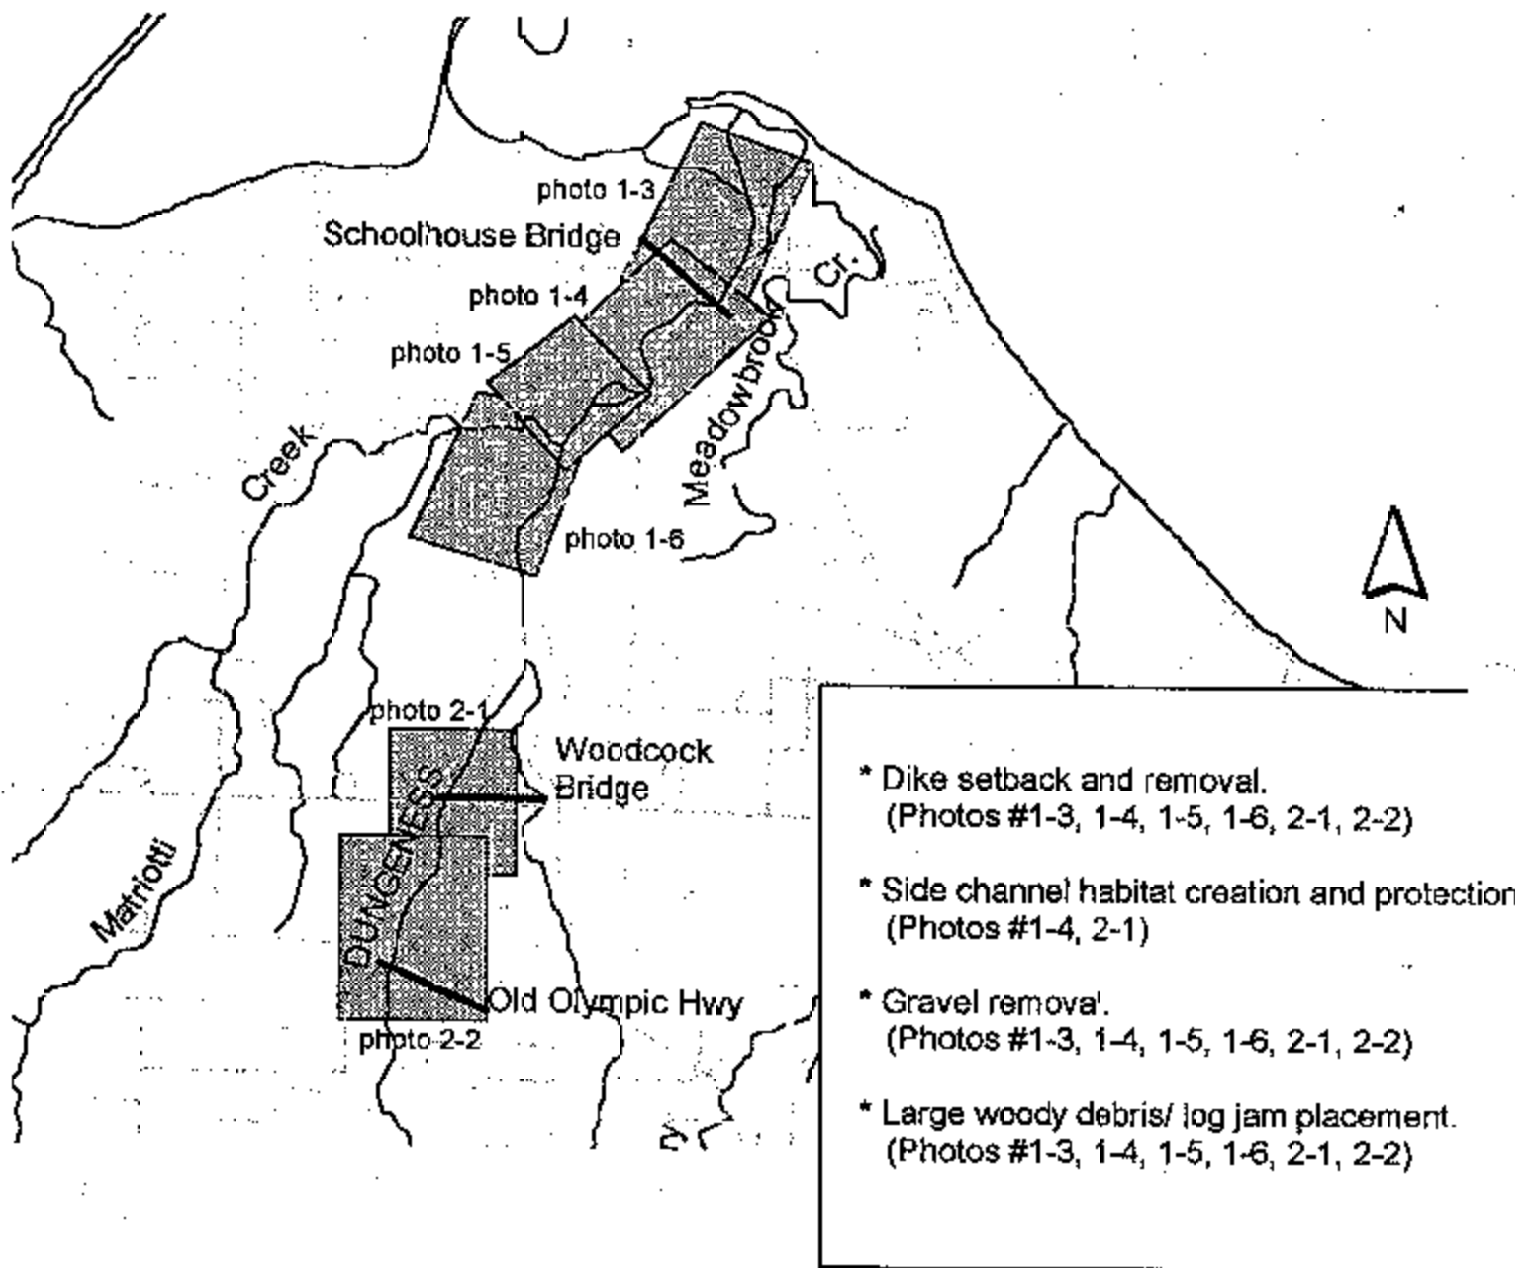 photo 1-3
Schoolhouse Bridge
photo 1-4
Cr.
photo 1-5
Meadowbrook
Creek
photo 1-6
N
photo 2-1
Woodcock
Bridge
DUNGENESS
Matriotti
Old Olympic Hwy
photo 2-2
ry
* Dike setback and removal.
(Photos #1-3, 1-4, 1-5, 1-6, 2-1, 2-2)
* Side channel habitat creation and protection
(Photos #1-4, 2-1)
* Gravel removal.
(Photos #1-3, 1-4, 1-5, 1-6, 2-1, 2-2)
* Large woody debris/ log jam placement.
(Photos #1-3, 1-4, 1-5, 1-6, 2-1, 2-2)